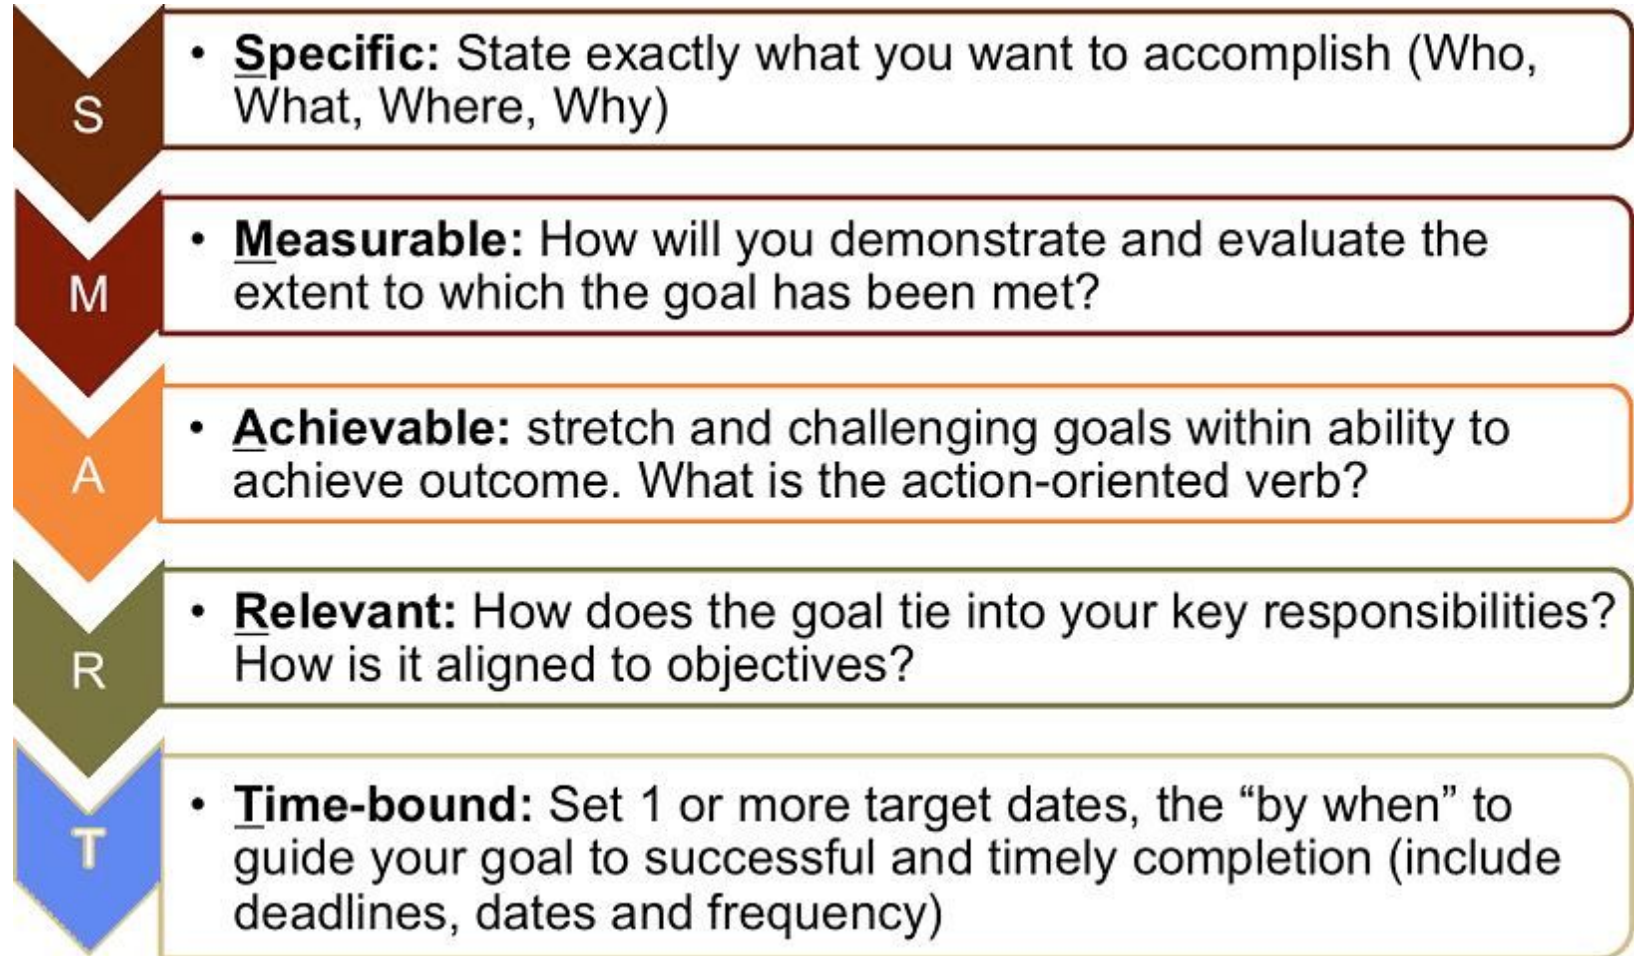 S
• Specific: State exactly what you want to accomplish (Who,
What, Where, Why)
M
• Measurable: How will you demonstrate and evaluate the
extent to which the goal has been met?
A
• Achievable: stretch and challenging goals within ability to
achieve outcome. What is the action-oriented verb?
R
• Relevant: How does the goal tie into your key responsibilities?
How is it aligned to objectives?
T
• Time-bound: Set 1 or more target dates, the “by when” to
guide your goal to successful and timely completion (include
deadlines, dates and frequency)